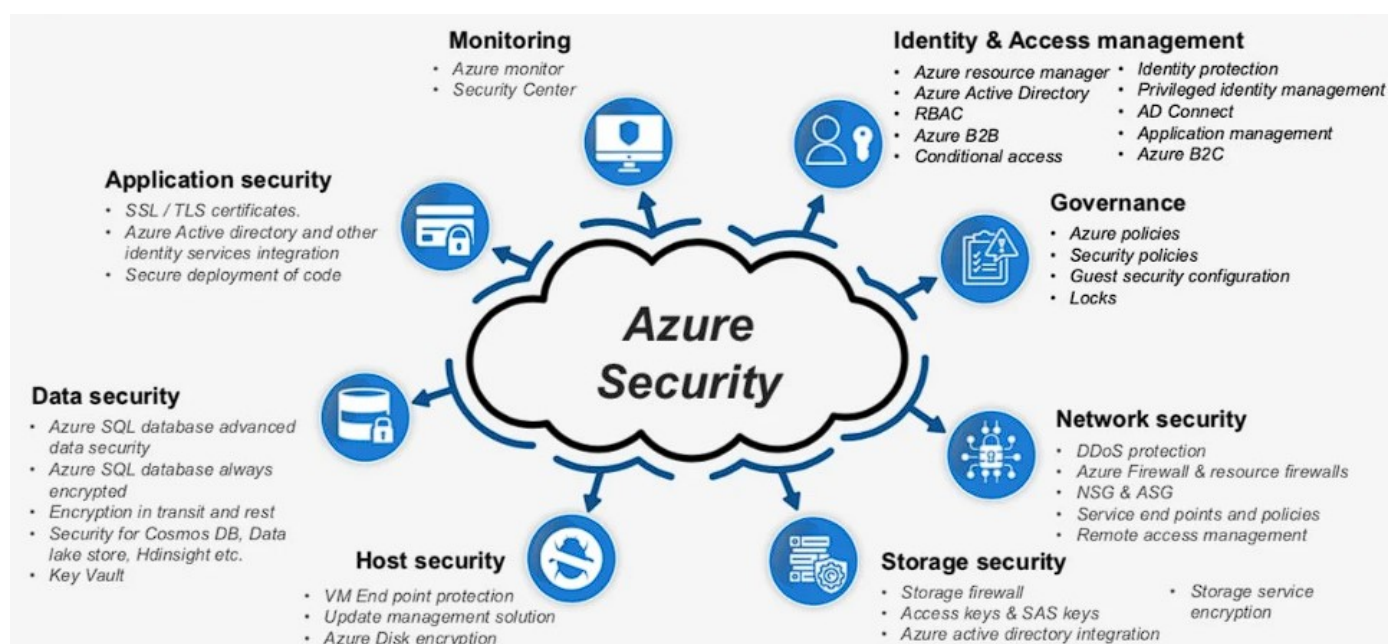 Monitoring
• Azure monitor
• Security Center
Identity & Access management
• Azure resource manager
• Azure Active Directory
• RBAC
• Azure B2B
• Conditional access
• Identity protection
• Privileged identity management
• AD Connect
• Application management
• Azure B2C
Application security
• SSL / TLS certificates.
• Azure Active directory and other
identity services integration
• Secure deployment of code
Governance
• Azure policies
• Security policies
• Guest security configuration
• Locks
Azure
Security
Data security
• Azure SQL database advanced
data security
• Azure SQL database always
encrypted
• Encryption in transit and rest
• Security for Cosmos DB, Data
lake store, Hdinsight etc.
• Key Vault
Network security
• DDoS protection
• Azure Firewall & resource firewalls
• NSG & ASG
• Service end points and policies
• Remote access management
Host security
• VM End point protection
• Update management solution
• Azure Disk encryption
Storage security
• Storage firewall
• Access keys & SAS keys
• Azure active directory integration
• Storage service
encryption